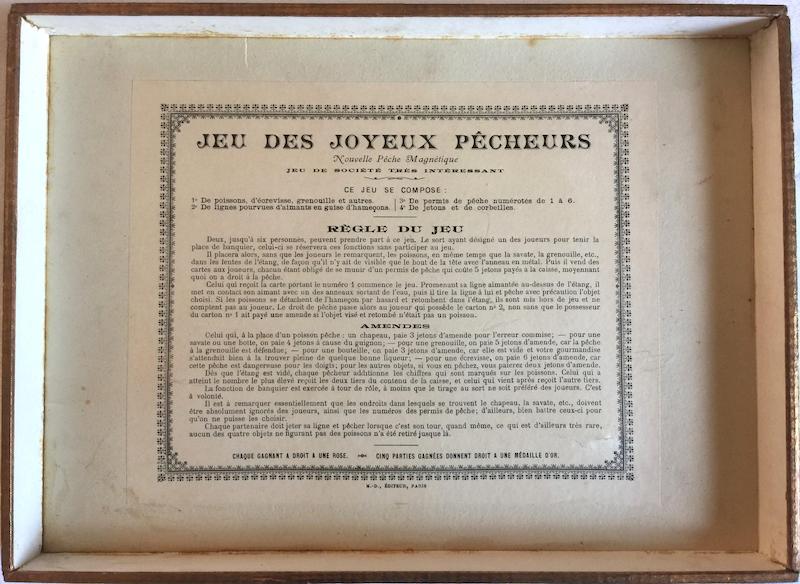 JEU DES JOYEUX PÊCHEURS
Nouvelle Pêche Magnétique
JEU DE SOCIÉTÉ TRÈS INTÉRESSANT
CE JEU SE COMPOSE :
1º De poissons, d'écrevisse, grenouille et autres.
2º De lignes pourvues d'aimants en guise d'hameçons.
3º De permis de pêche numérotés de 1 à 6.
4º De jetons et de corbeilles.
RÈGLE DU JEU
Deux, jusqu'à six personnes, peuvent prendre part à ce jeu. Le sort ayant désigné un des joueurs pour tenir la
place de banquier, celui-ci se réservera ces fonctions sans participer au jeu.
Il placera alors, sans que les joueurs le remarquent, les poissons, en même temps que la savate, la grenouille, etc.,
dans les fentes de l'étang, de façon qu'il n'y ait de visible que le bout de la tête avec l'anneau en métal. Puis il vend des
cartes aux joueurs, chacun étant obligé de se munir d'un permis de pêche qui coûte 5 jetons payés à la caisse, moyennant
quoi on a droit à la pêche.
Celui qui reçoit la carte portant le numéro 1 commence le jeu. Promenant sa ligne aimantée au-dessus de l'étang, il
met en contact son aimant avec un des anneaux sortant de l'eau, puis il tire la ligne à lui et pêche avec précaution l'objet
choisi. Si les poissons se détachent de l'hameçon par hasard et retombent dans l'étang, ils sont mis hors de jeu et ne
comptent pas au joueur. Le droit de pêche passe alors au joueur qui possède le carton nº 2, non sans que le possesseur
du carton nº 1 ait payé une amende si l'objet visé et retombé n'était pas un poisson.
AMENDES
Celui qui, à la place d'un poisson pêche : un chapeau, paie 3 jetons d'amende pour l'erreur commise; — pour une
savate ou une botte, on paie 4 jetons à cause du guignon; — pour une grenouille, on paie 5 jetons d'amende, car la pêche
à la grenouille est défendue; — pour une bouteille, on paie 3 jetons d'amende, car elle est vide et votre gourmandise
s'attendait bien à la trouver pleine de quelque bonne liqueur; — pour une écrevisse, on paie 6 jetons d'amende, car
cette pêche est dangereuse pour les doigts; pour les autres objets, si vous en pêchez, vous paierez deux jetons d'amende.
Dès que l'étang est vidé, chaque pêcheur additionne les chiffres qui sont marqués sur les poissons. Celui qui a
atteint le nombre le plus élevé reçoit les deux tiers du contenu de la caisse, et celui qui vient après reçoit l'autre tiers.
La fonction de banquier est exercée à tour de rôle, à moins que le tirage au sort ne soit préféré des joueurs. C'est
à volonté.
Il est à remarquer essentiellement que les endroits dans lesquels se trouvent le chapeau, la savate, etc., doivent
être absolument ignorés des joueurs, ainsi que les numéros des permis de pêche; d'ailleurs, bien battre ceux-ci pour
qu'on ne puisse les choisir.
Chaque partenaire doit jeter sa ligne et pêcher lorsque c'est son tour, quand même, ce qui est d'ailleurs très rare,
aucun des quatre objets ne figurant pas des poissons n'a été retiré jusque là.
CHAQUE GAGNANT A DROIT A UNE ROSE.
CINQ PARTIES GAGNÉES DONNENT DROIT A UNE MÉDAILLE D'OR.
M.-D., ÉDITEUR, PARIS